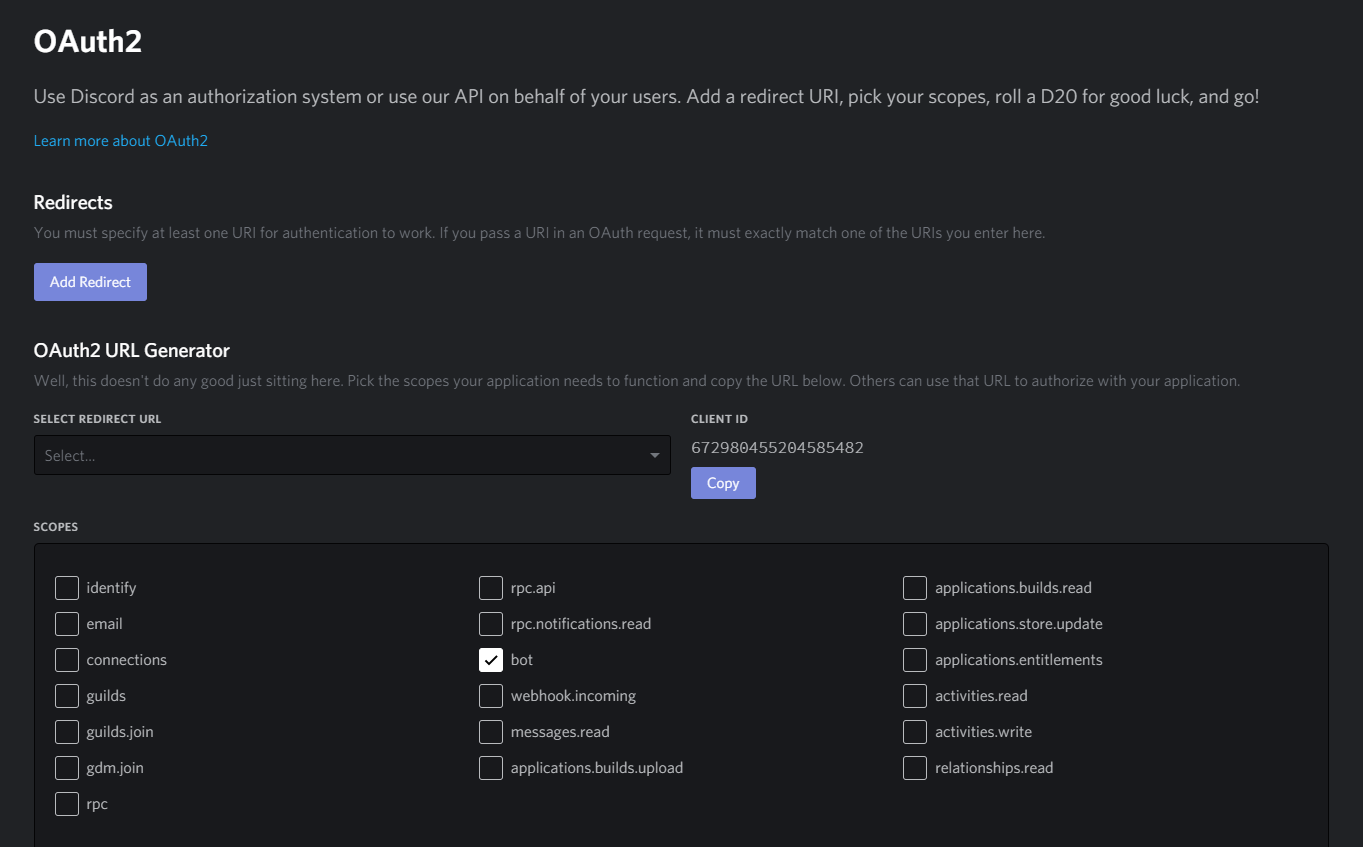 OAuth2
Use Discord as an authorization system or use our API on behalf of your users. Add a redirect URI, pick your scopes, roll a D20 for good luck, and go!
Learn more about OAuth2
Redirects
You must specify at least one URI for authentication to work. If you pass a URI in an OAuth request, it must exactly match one of the URIs you enter here.
Add Redirect
OAuth2 URL Generator
Well, this doesn't do any good just sitting here. Pick the scopes your application needs to function and copy the URL below. Others can use that URL to authorize with your application.
SELECT REDIRECT URL
Select...
CLIENT ID
672980455204585482
Copy
SCOPES
identify
email
connections
guilds
guilds.join
gdm.join
rpc
rpc.api
rpc.notifications.read
bot
webhook.incoming
messages.read
applications.builds.upload
applications.builds.read
applications.store.update
applications.entitlements
activities.read
activities.write
relationships.read